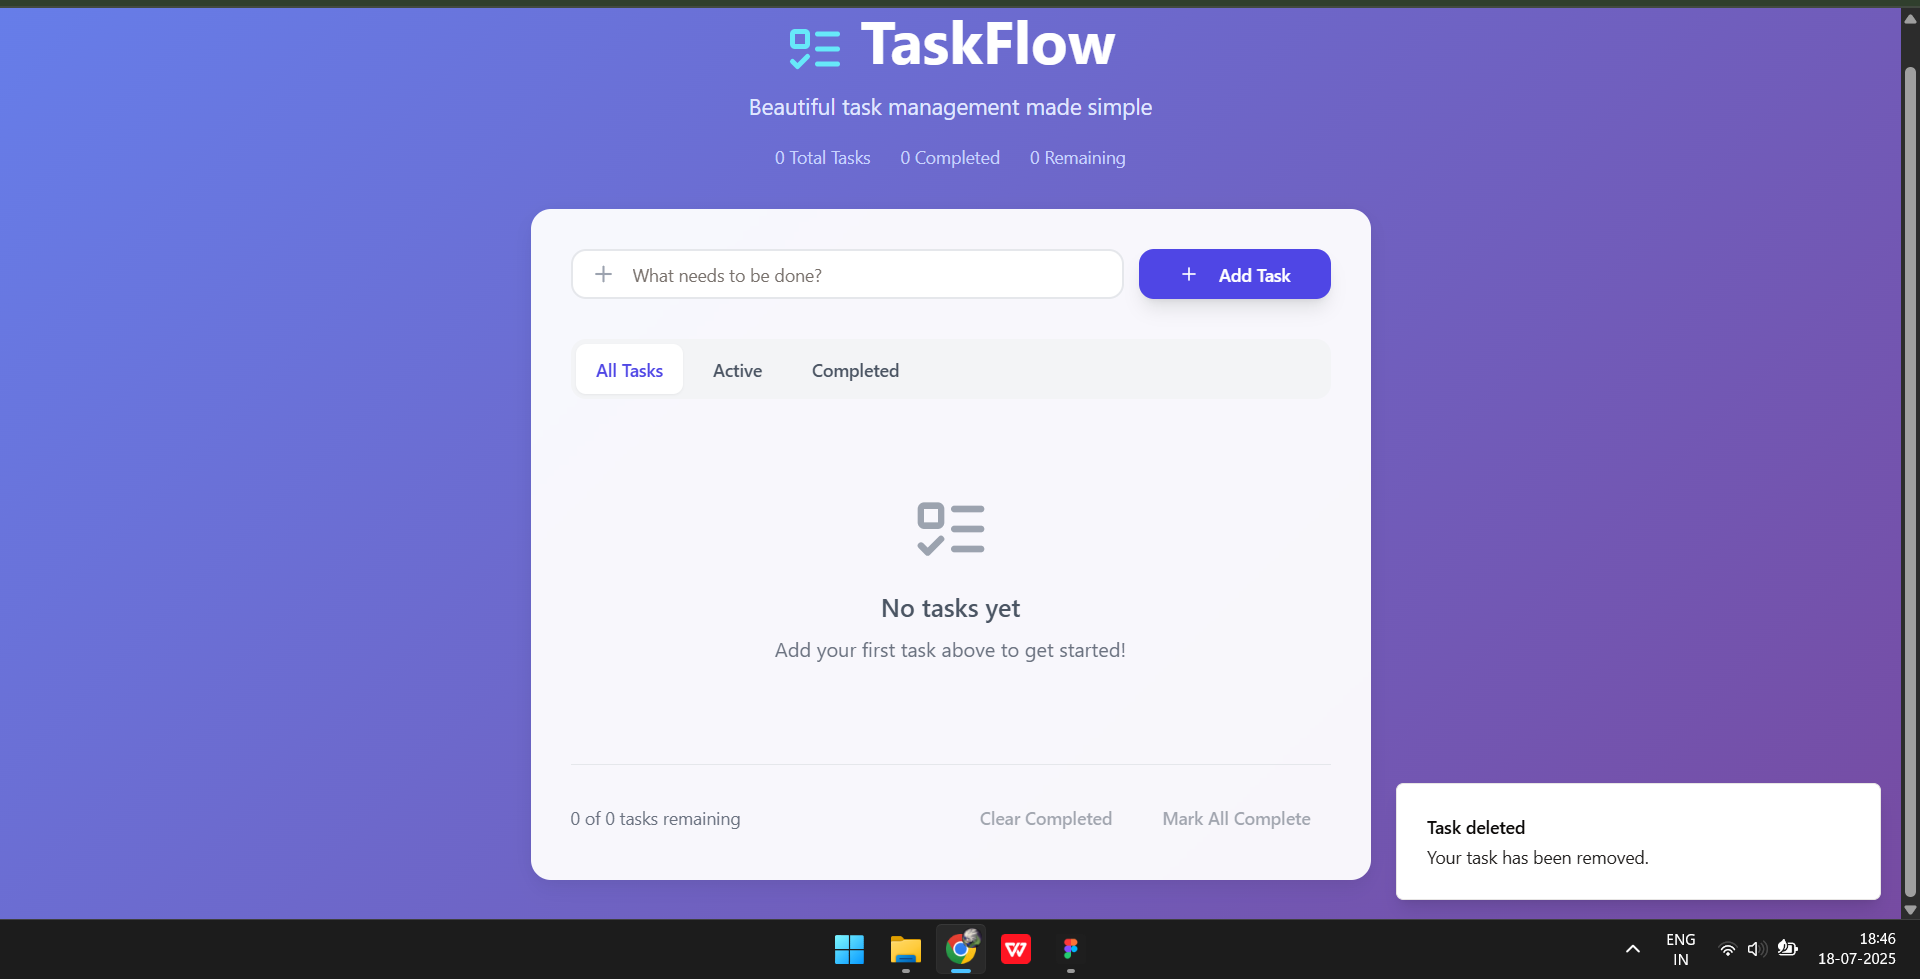 TaskFlow
Beautiful task management made simple
0 Total Tasks 0 Completed 0 Remaining
What needs to be done?
Add Task
All Tasks Active Completed
No tasks yet
Add your first task above to get started!
0 of 0 tasks remaining
Clear Completed Mark All Complete
Task deleted
Your task has been removed.
W
ENG
IN
18:46
18-07-2025